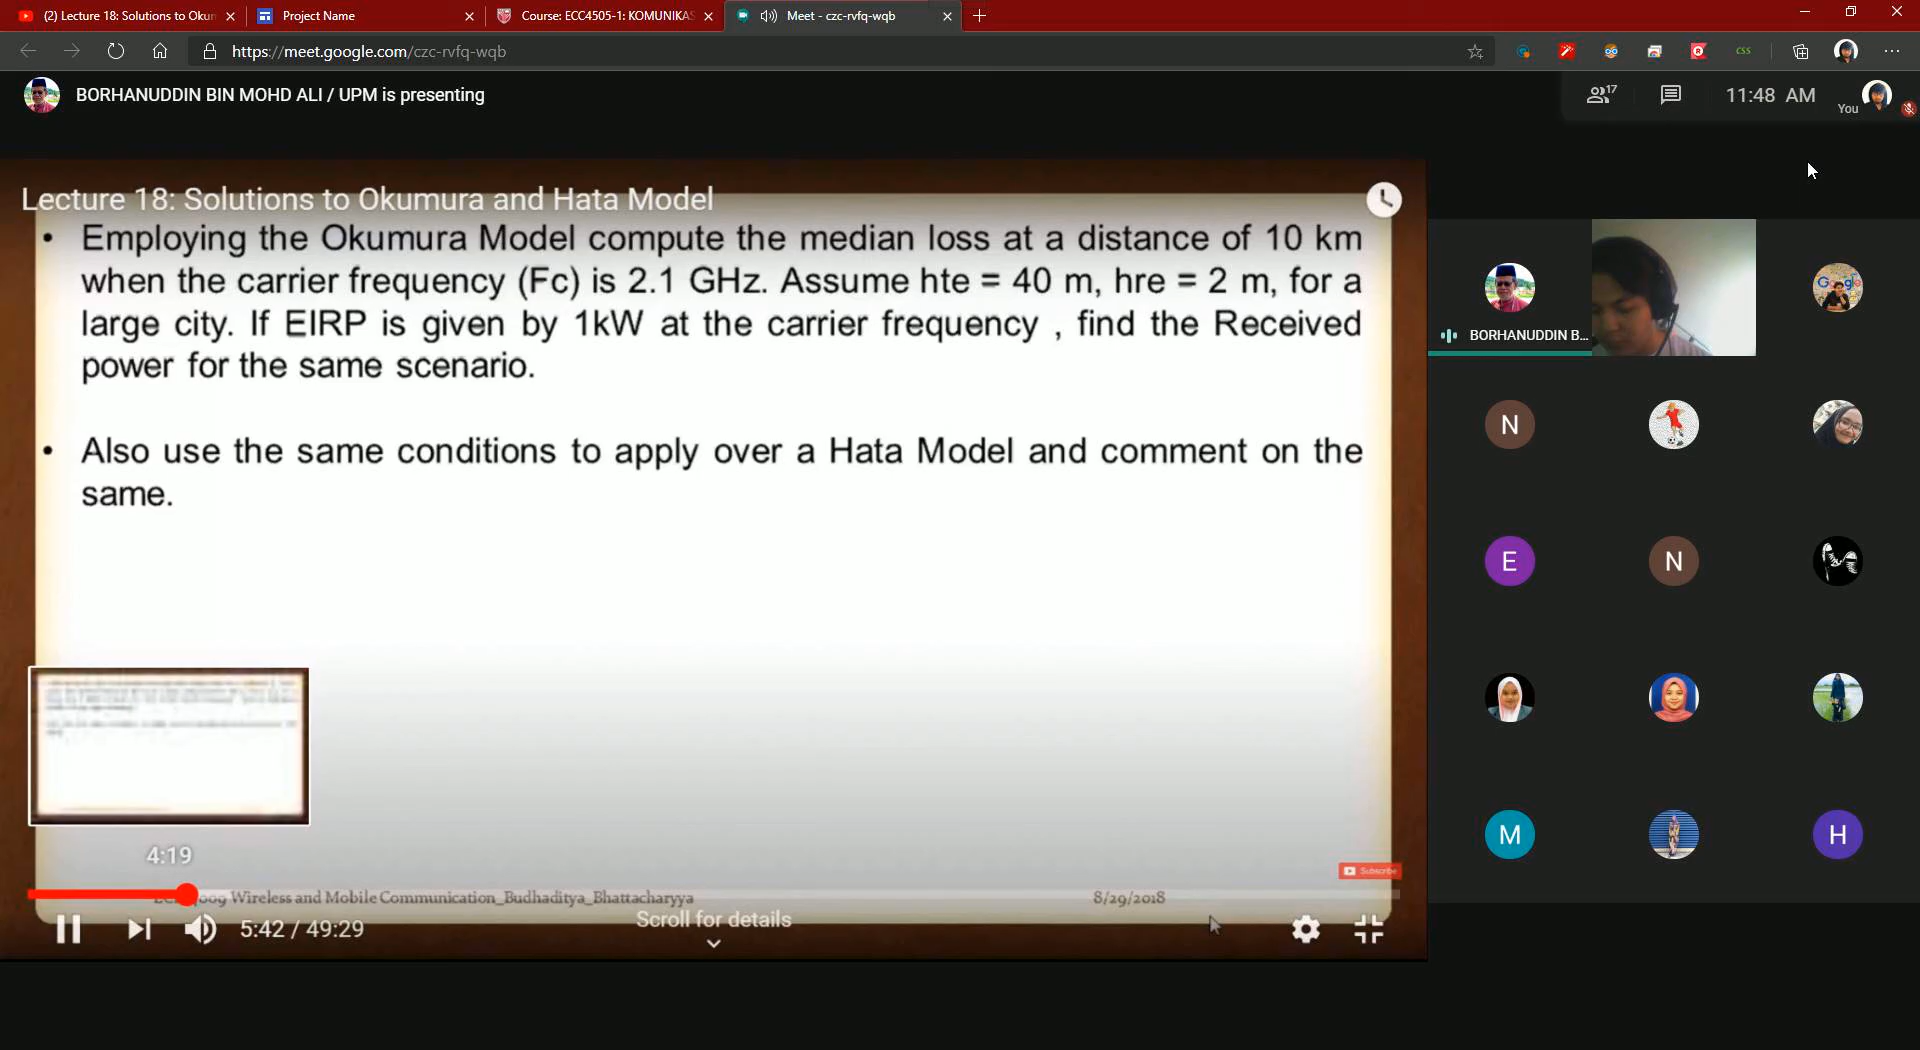 (2) Lecture 18: Solutions to Okum
Project Name
Course: ECC4505-1: KOMUNIKAS
Meet - czc-rvfq-wqb
https://meet.google.com/czc-rvfq-wqb
CSS
BORHANUDDIN BIN MOHD ALI / UPM is presenting
17
11:48 AM
You
Lecture 18: Solutions to Okumura and Hata Model
• Employing the Okumura Model compute the median loss at a distance of 10 km
when the carrier frequency (Fc) is 2.1 GHz. Assume hte = 40 m, hre = 2 m, for a
large city. If EIRP is given by 1kW at the carrier frequency , find the Received
power for the same scenario.
• Also use the same conditions to apply over a Hata Model and comment on the
same.
BORHANUDDIN B...
Google
N
E
N
M
H
4:19
Subscribe
Wireless and Mobile Communication_Budhaditya_Bhattacharyya
8/29/2018
5:42 / 49:29
Scroll for details